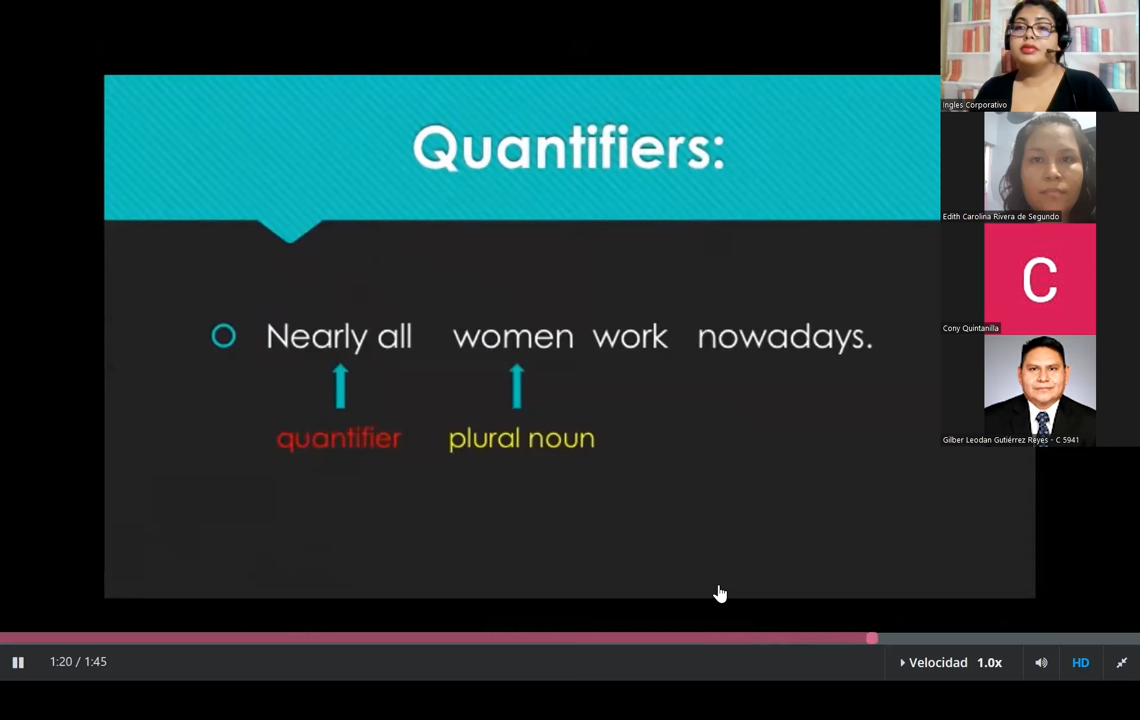 Quantifiers:
Nearly all women work nowadays.
quantifier plural noun
Ingles Corporativo
Edith Carolina Rivera de Segundo
C
Cony Quintanilla
Gilber Leodan Gutiérrez Reyes - C 5941
1:20 / 1:45
Velocidad 1.0x
HD